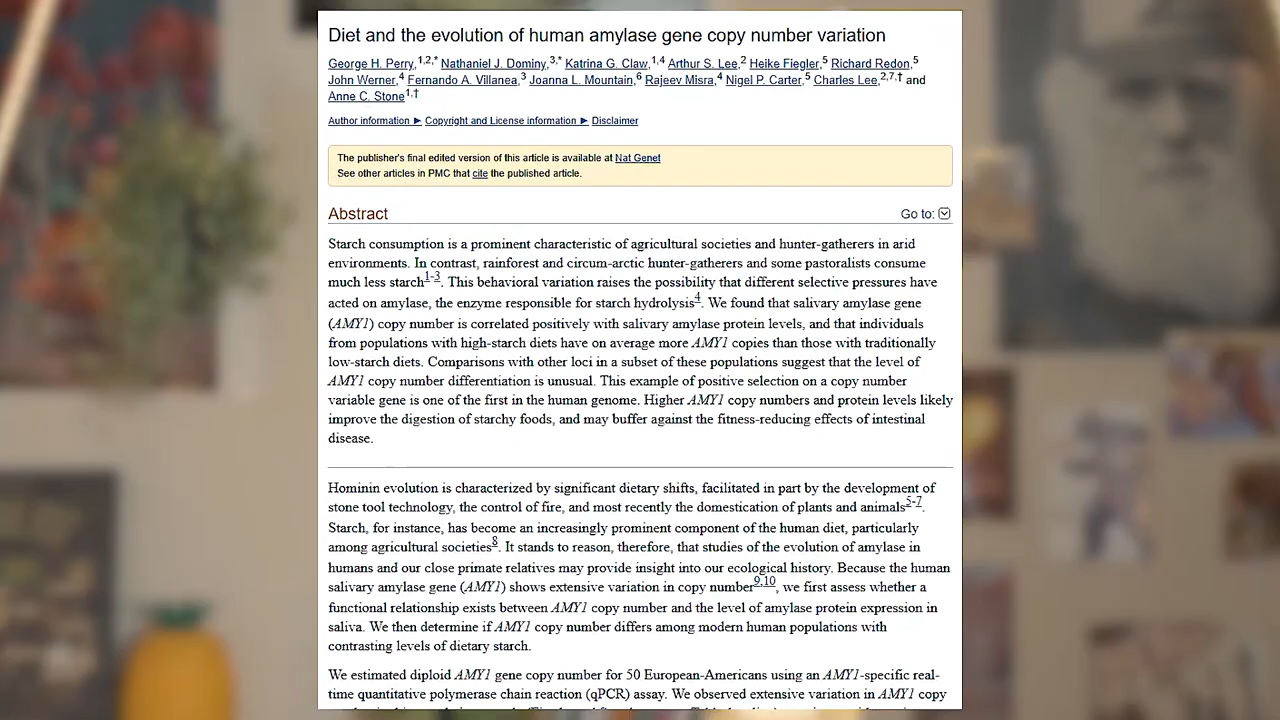 Diet and the evolution of human amylase gene copy number variation
George H. Perry,1,2,* Nathaniel J. Dominy,3,* Katrina G. Claw,1,4 Arthur S. Lee,2 Heike Fiegler,5 Richard Redon,5
John Werner,4 Fernando A. Villanea,3 Joanna L. Mountain,6 Rajeev Misra,4 Nigel P. Carter,5 Charles Lee,2,7,† and
Anne C. Stone1,†
Author information ► Copyright and License information ► Disclaimer
The publisher's final edited version of this article is available at Nat Genet
See other articles in PMC that cite the published article.
Abstract Go to:
Starch consumption is a prominent characteristic of agricultural societies and hunter-gatherers in arid
environments. In contrast, rainforest and circum-arctic hunter-gatherers and some pastoralists consume
much less starch1-3. This behavioral variation raises the possibility that different selective pressures have
acted on amylase, the enzyme responsible for starch hydrolysis4. We found that salivary amylase gene
(AMY1) copy number is correlated positively with salivary amylase protein levels, and that individuals
from populations with high-starch diets have on average more AMY1 copies than those with traditionally
low-starch diets. Comparisons with other loci in a subset of these populations suggest that the level of
AMY1 copy number differentiation is unusual. This example of positive selection on a copy number
variable gene is one of the first in the human genome. Higher AMY1 copy numbers and protein levels likely
improve the digestion of starchy foods, and may buffer against the fitness-reducing effects of intestinal
disease.
Hominin evolution is characterized by significant dietary shifts, facilitated in part by the development of
stone tool technology, the control of fire, and most recently the domestication of plants and animals5-7.
Starch, for instance, has become an increasingly prominent component of the human diet, particularly
among agricultural societies8. It stands to reason, therefore, that studies of the evolution of amylase in
humans and our close primate relatives may provide insight into our ecological history. Because the human
salivary amylase gene (AMY1) shows extensive variation in copy number9,10, we first assess whether a
functional relationship exists between AMY1 copy number and the level of amylase protein expression in
saliva. We then determine if AMY1 copy number differs among modern human populations with
contrasting levels of dietary starch.
We estimated diploid AMY1 gene copy number for 50 European-Americans using an AMY1-specific real-
time quantitative polymerase chain reaction (qPCR) assay. We observed extensive variation in AMY1 copy